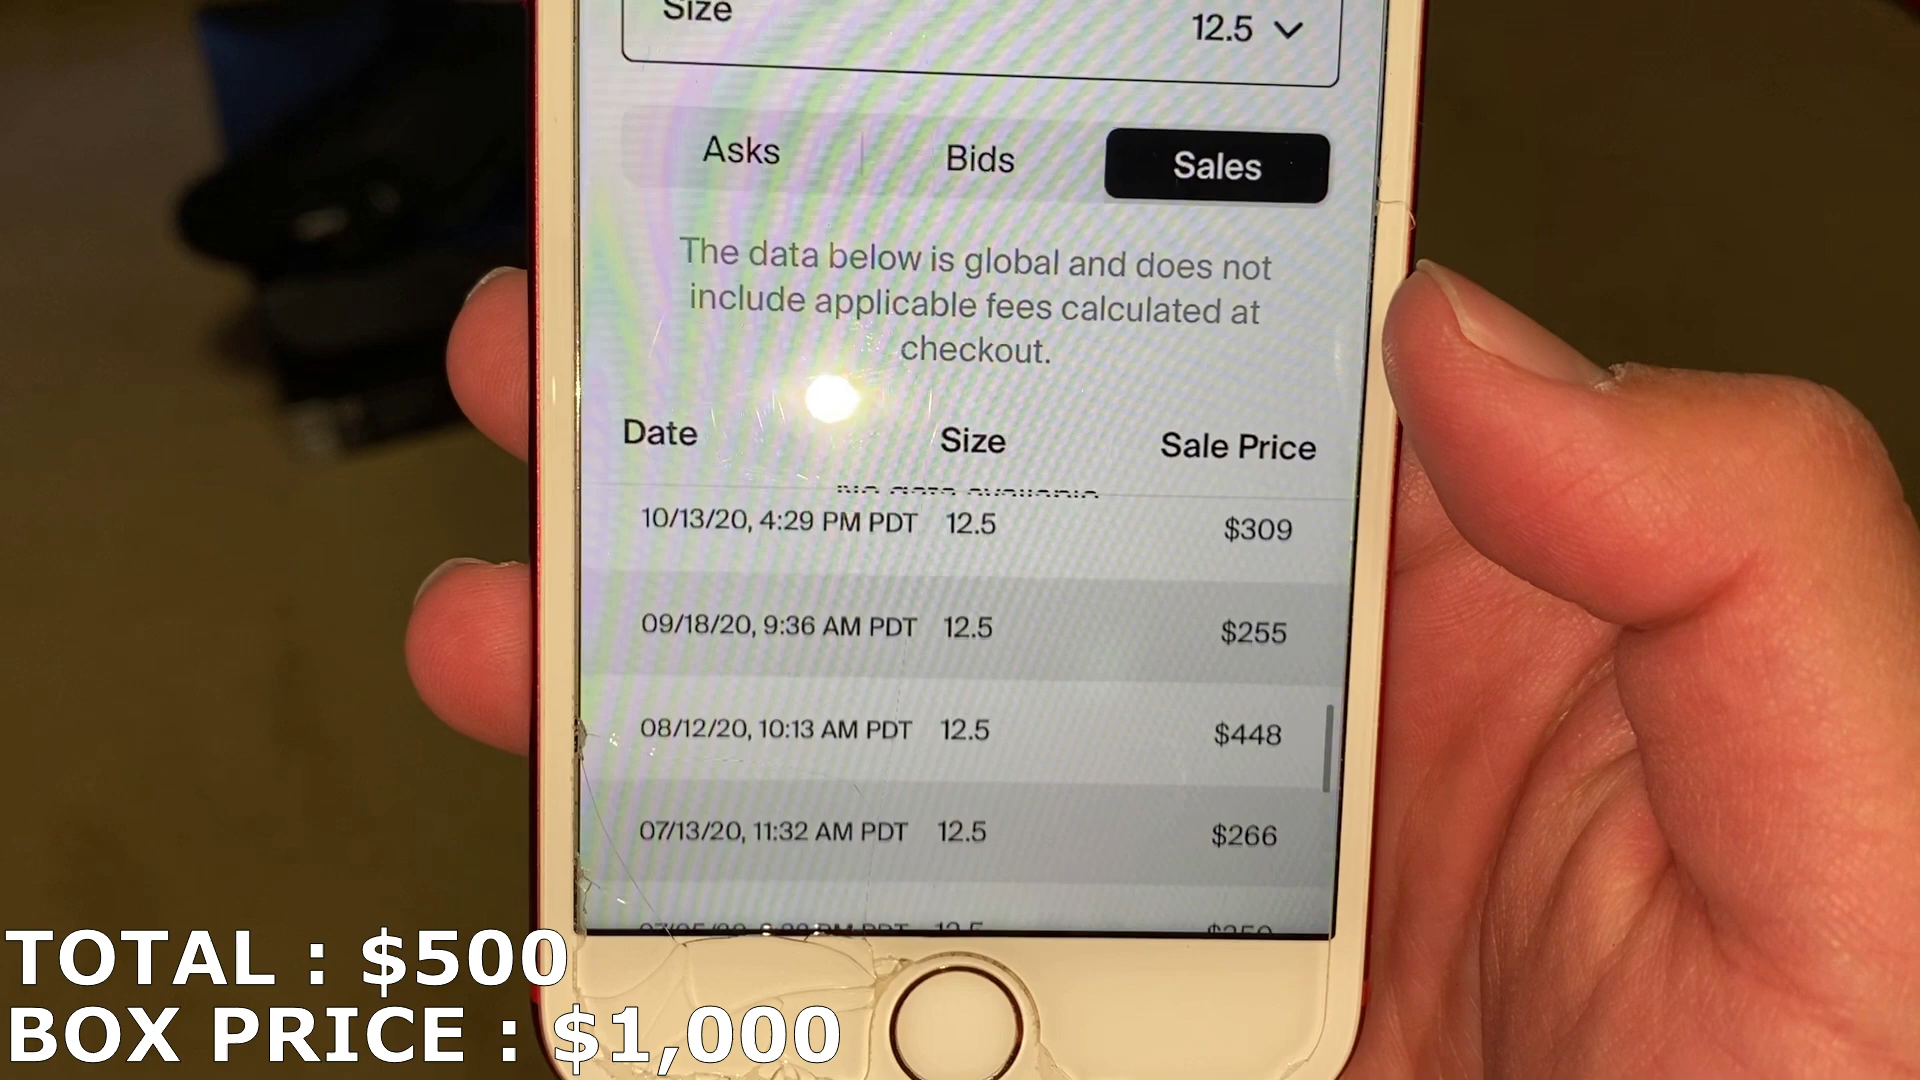 Size
12.5
Asks Bids Sales
The data below is global and does not
include applicable fees calculated at
checkout.
Date Size Sale Price
10/13/20, 4:29 PM PDT 12.5 $309
09/18/20, 9:36 AM PDT 12.5 $255
08/12/20, 10:13 AM PDT 12.5 $448
07/13/20, 11:32 AM PDT 12.5 $266
TOTAL : $500
BOX PRICE : $1,000